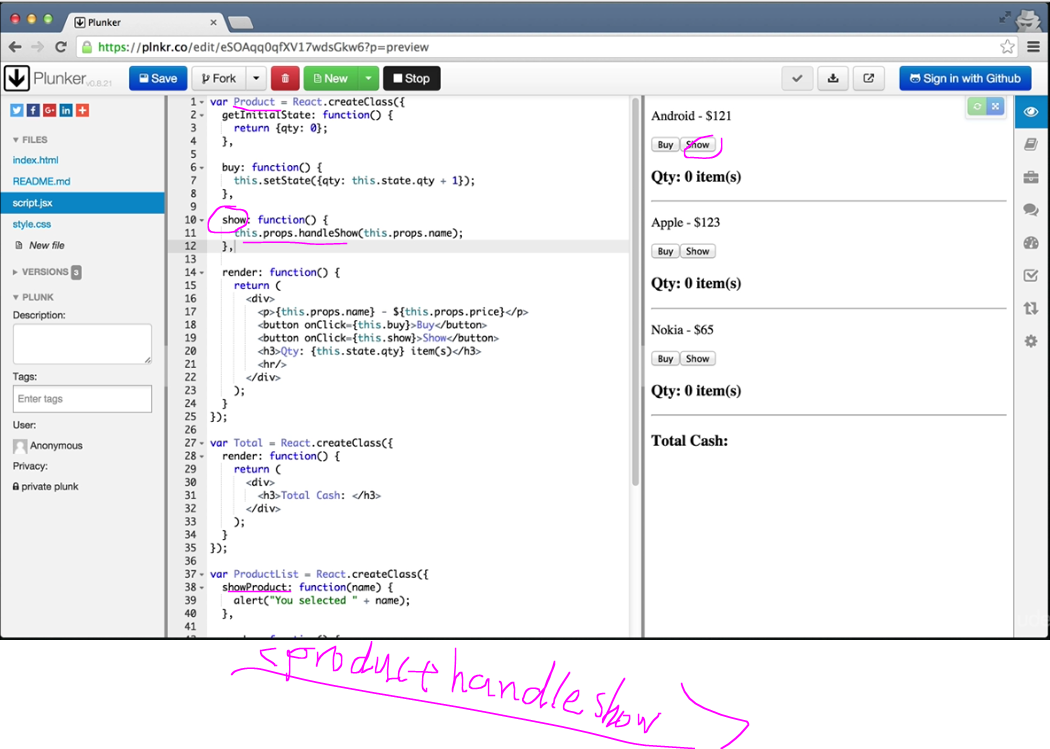 Plunker
https://plnkr.co/edit/eSOAqq0qfXV17wdsGkw6?p=preview
Plunker v0.8.21 Save Fork New Stop Sign in with Github
FILES
index.html
README.md
script.jsx
style.css
New file
VERSIONS 3
PLUNK
Description:
Tags:
Enter tags
User:
Anonymous
Privacy:
private plunk
1 var Product = React.createClass({
2 getInitialState: function() {
3 return {qty: 0};
4 },
5
6 buy: function() {
7 this.setState({qty: this.state.qty + 1});
8 },
9
10 show: function() {
11 this.props.handleShow(this.props.name);
12 },
13
14 render: function() {
15 return (
16 <div>
17 <p>{this.props.name} - ${this.props.price}</p>
18 <button onClick={this.buy}>Buy</button>
19 <button onClick={this.show}>Show</button>
20 <h3>Qty: {this.state.qty} item(s)</h3>
21 <hr/>
22 </div>
23 );
24 }
25 });
26
27 var Total = React.createClass({
28 render: function() {
29 return (
30 <div>
31 <h3>Total Cash: </h3>
32 </div>
33 );
34 }
35 });
36
37 var ProductList = React.createClass({
38 showProduct: function(name) {
39 alert("You selected " + name);
40 },
41
Android - $121
Buy Show
Qty: 0 item(s)
Apple - $123
Buy Show
Qty: 0 item(s)
Nokia - $65
Buy Show
Qty: 0 item(s)
Total Cash:
<product handleshow>